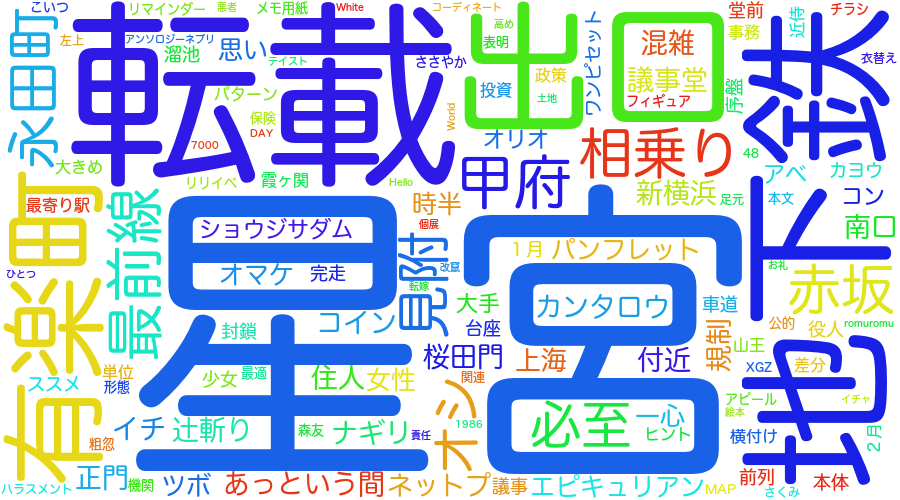 こいつ
リマインダー
悪者
メモ用紙
White
コーディネート
堂前
近侍
チラシ
左上
アンソロジーネプリ
溜池
思い
テイスト
ささやか
高め
表明
ワンピセット
混雑
事務
衣替え
永田町
転載
出口
鉄
パターン
保険
DAY
World
投資
政策
土地
議事堂
フィギュア
序盤
7000
大きめ
リリイベ
霞ヶ関
Hello
オリオ
相乗り
48
カヨウ
最寄り駅
甲府
アベ
本文
コン
有楽町
最前線
時半
個展
新横浜
足元
南口
ショウジサダム
見附
改竄
1月
パンフレット
地下
お礼
ひとつ
オマケ
完走
転嫁
赤坂
星宮
大手
カンタロウ
車道
コイン
台座
規制
公的
役人
romuromu
封鎖
桜田門
上海
付近
山王
単位
形態
ススメ
少女
最適
住人
女性
関連
XGZ
差分
アピール
イチャ
絵本
イチ
辻斬り
森友
ナギリ
責任
オシ
1986
必至
一心
ヒント
横付け
2月
粗忽
正門
機関
ツボ
あっという間
ネットプ
議事
エピキュリアン
MAP
前列
さくみ
本体
ハラスメント